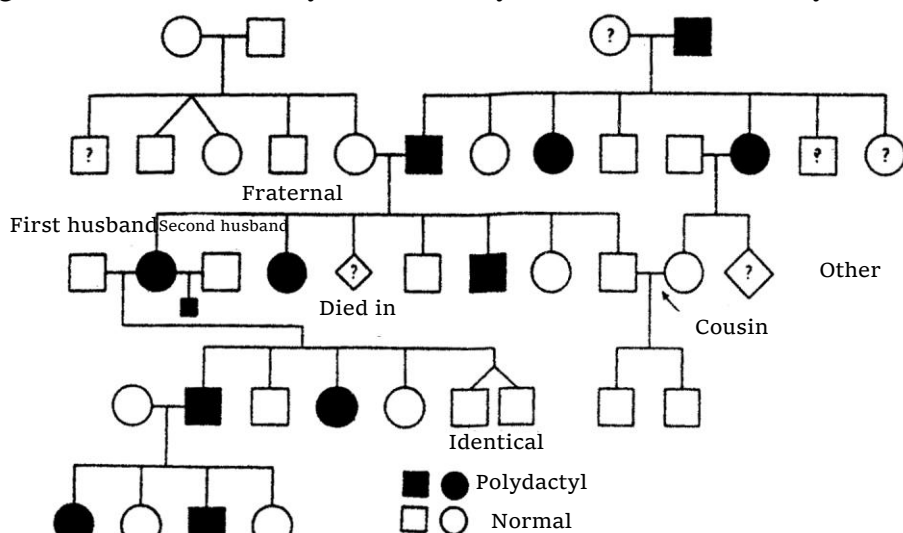 ?
? ?
?
Fraternal
First husband Second husband
? ?
Other
Died in
Cousin
Identical
Polydactyl
Normal